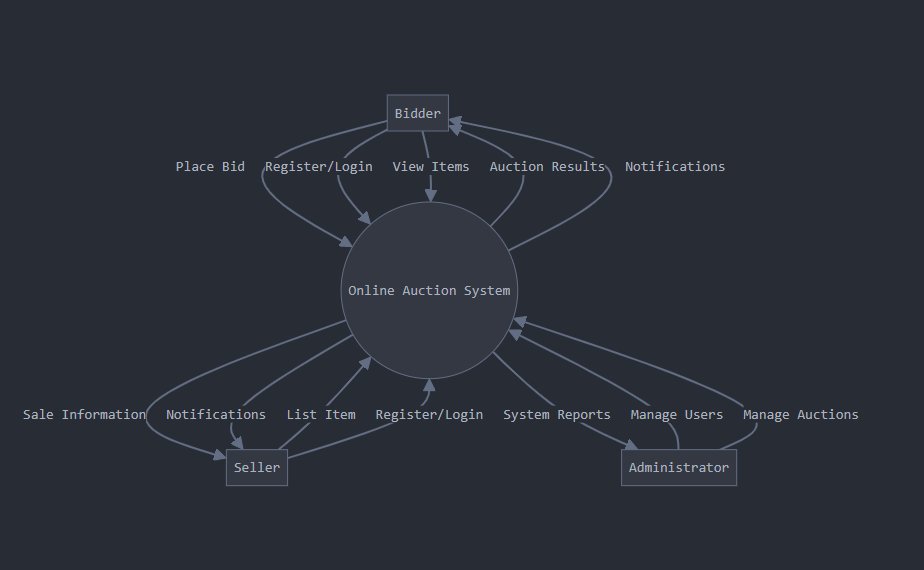 Bidder
Place Bid
Register/Login
View Items
Auction Results
Notifications
Online Auction System
Sale Information
Notifications
List Item
Register/Login
System Reports
Manage Users
Manage Auctions
Seller
Administrator